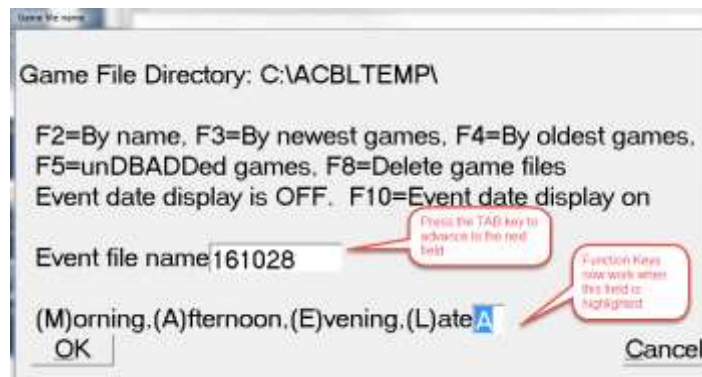 Game file name
Game File Directory: C:\ACBLTEMP\
F2=By name, F3=By newest games, F4=By oldest games,
F5=unDBADDed games, F8=Delete game files
Event date display is OFF. F10=Event date display on
Press the TAB key to
advance to the next
field
Event file name 161028
Function Keys
now work when
this field is
highlighted
(M)orning,(A)fternoon,(E)vening,(L)ate A
OK
Cancel